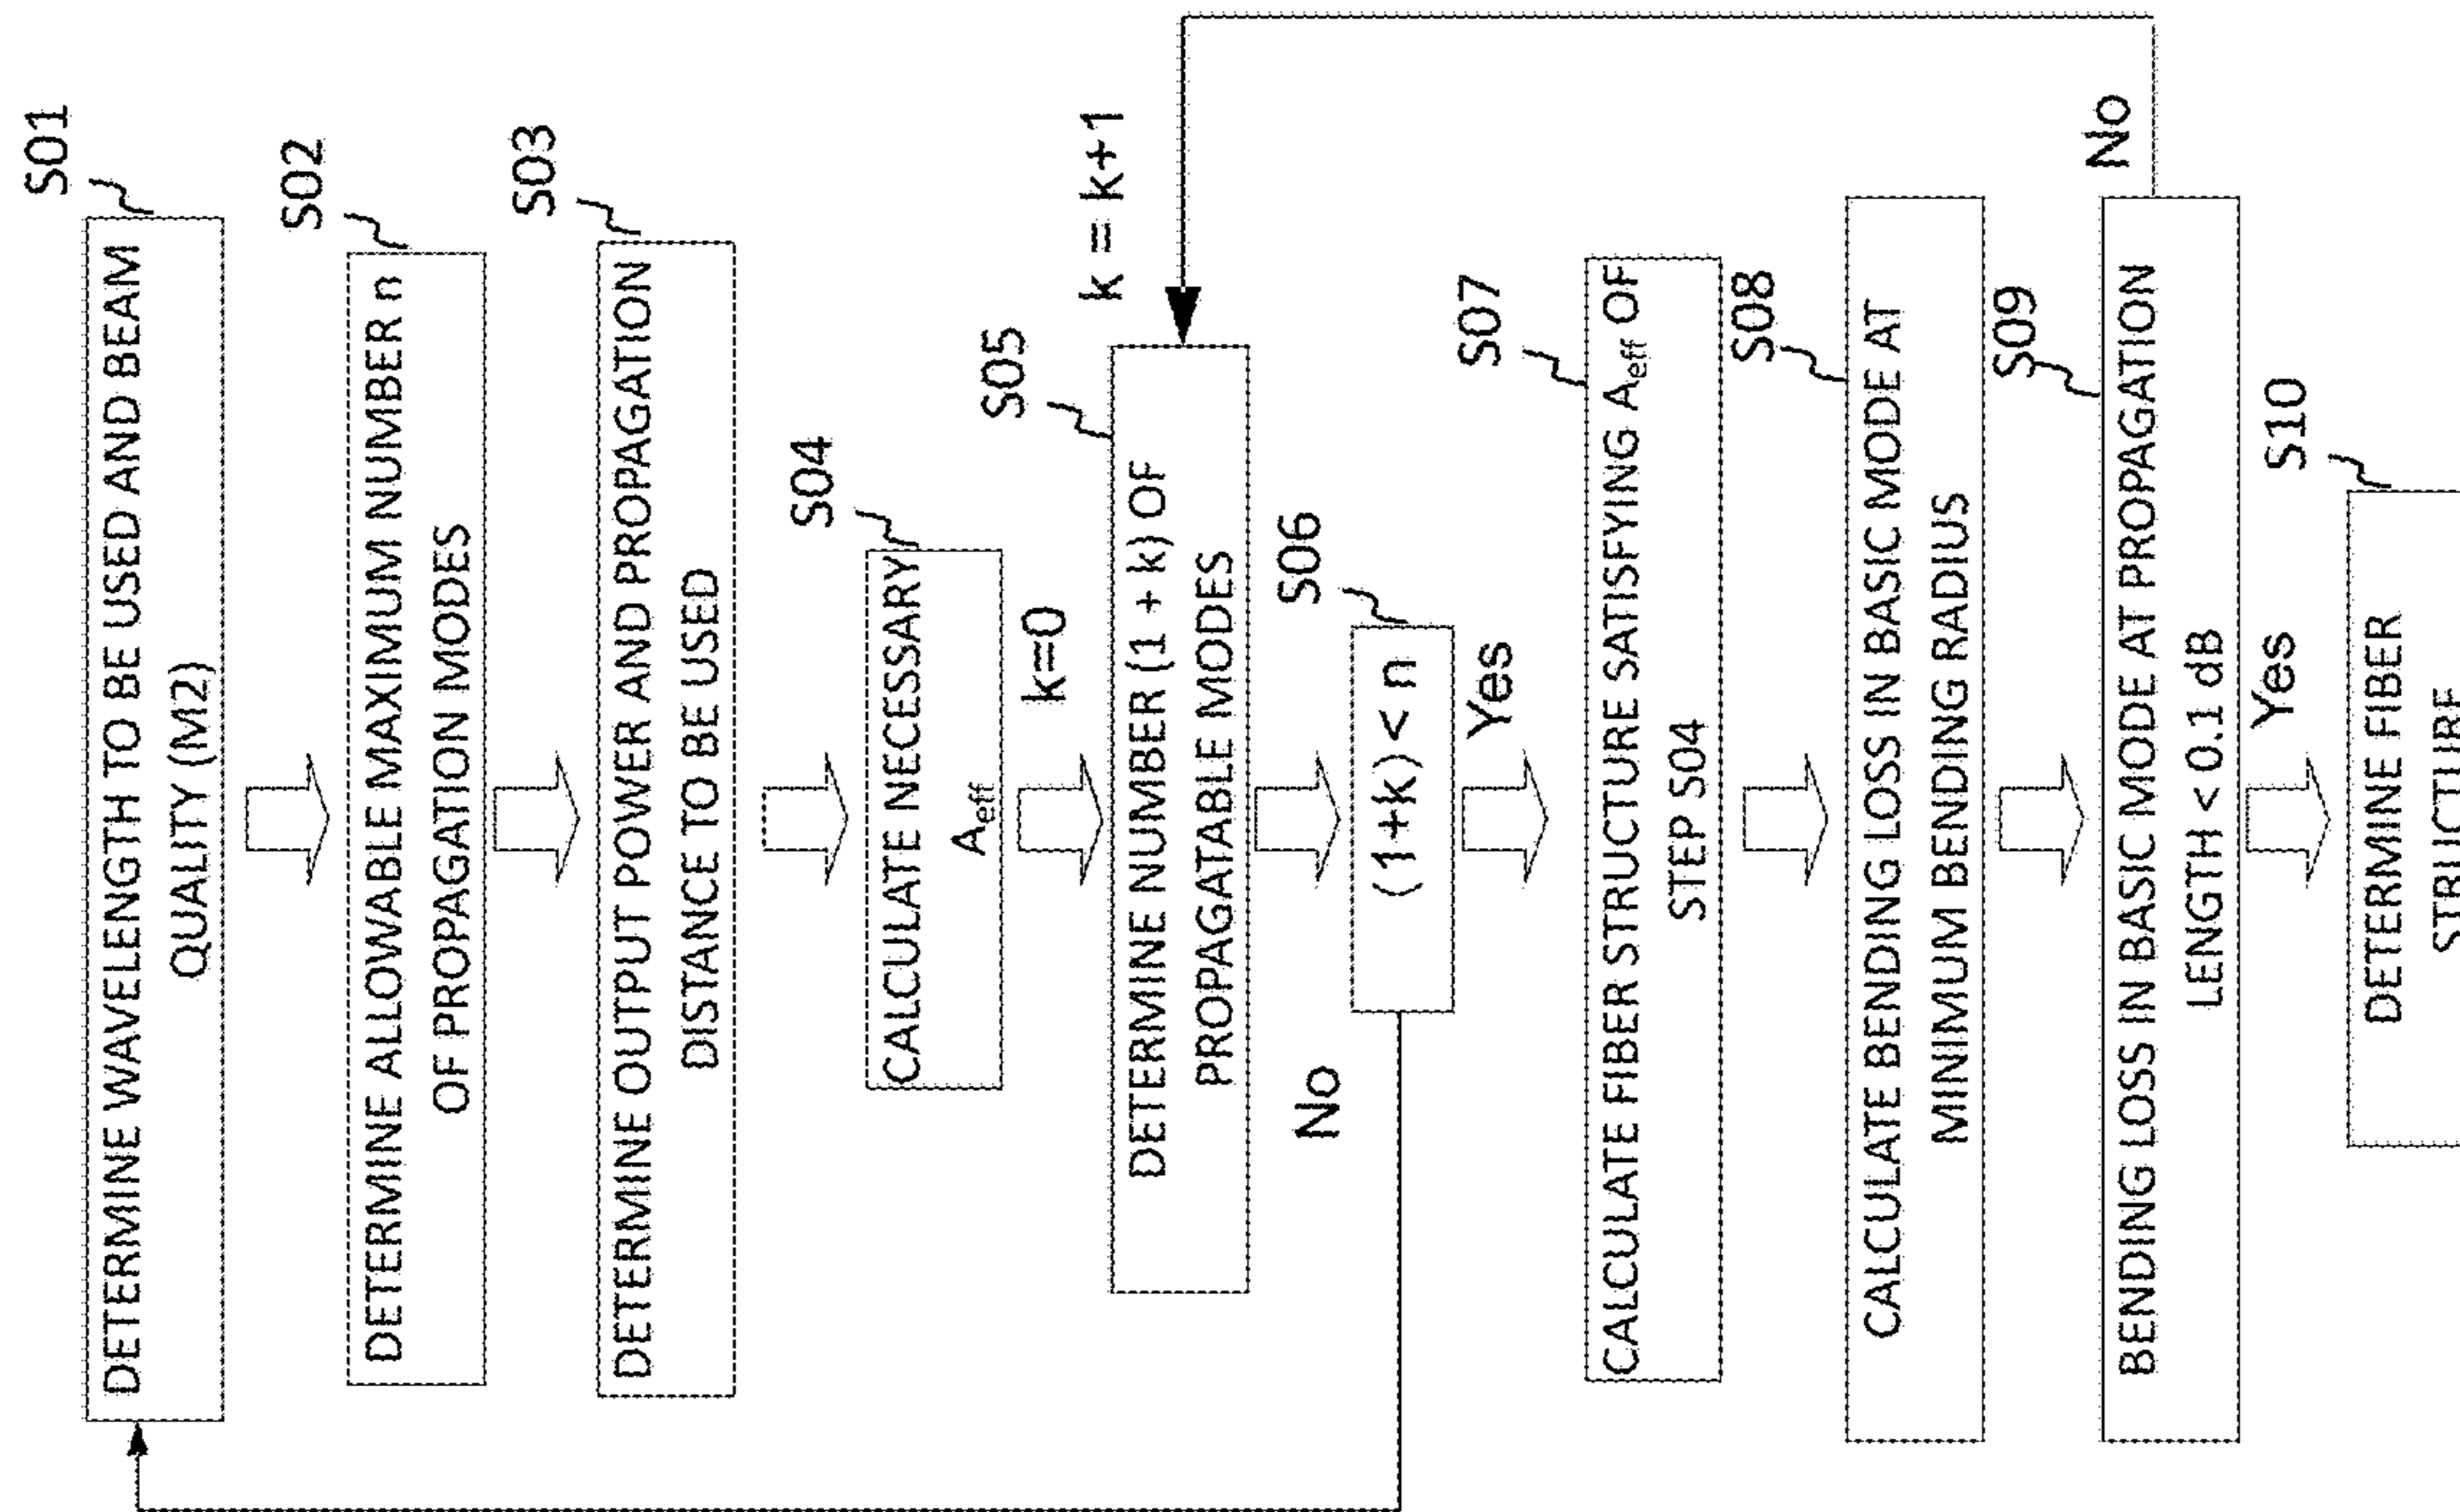 S01
DETERMINE WAVELENGTH TO BE USED AND BEAM
QUALITY (M2)
S02
DETERMINE ALLOWABLE MAXIMUM NUMBER n
OF PROPAGATION MODES
S03
DETERMINE OUTPUT POWER AND PROPAGATION
DISTANCE TO BE USED
S04
CALCULATE NECESSARY
Aeff
k=0
k = k+1
S05
DETERMINE NUMBER (1 + k) OF
PROPAGATABLE MODES
S06
(1+k) < n
No
Yes
S07
CALCULATE FIBER STRUCTURE SATISFYING Aeff OF
STEP S04
S08
CALCULATE BENDING LOSS IN BASIC MODE AT
MINIMUM BENDING RADIUS
S09
BENDING LOSS IN BASIC MODE AT PROPAGATION
LENGTH < 0.1 dB
No
Yes
S10
DETERMINE FIBER
STRUCTURE